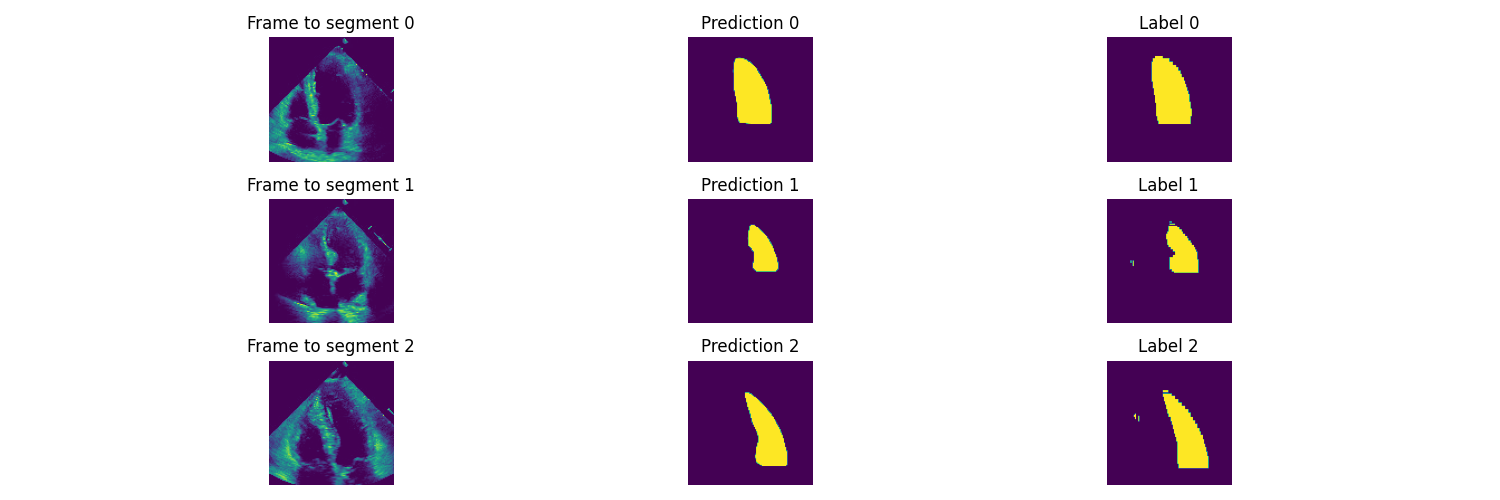 Frame to segment 0
Prediction 0
Label 0
Frame to segment 1
Prediction 1
Label 1
Frame to segment 2
Prediction 2
Label 2